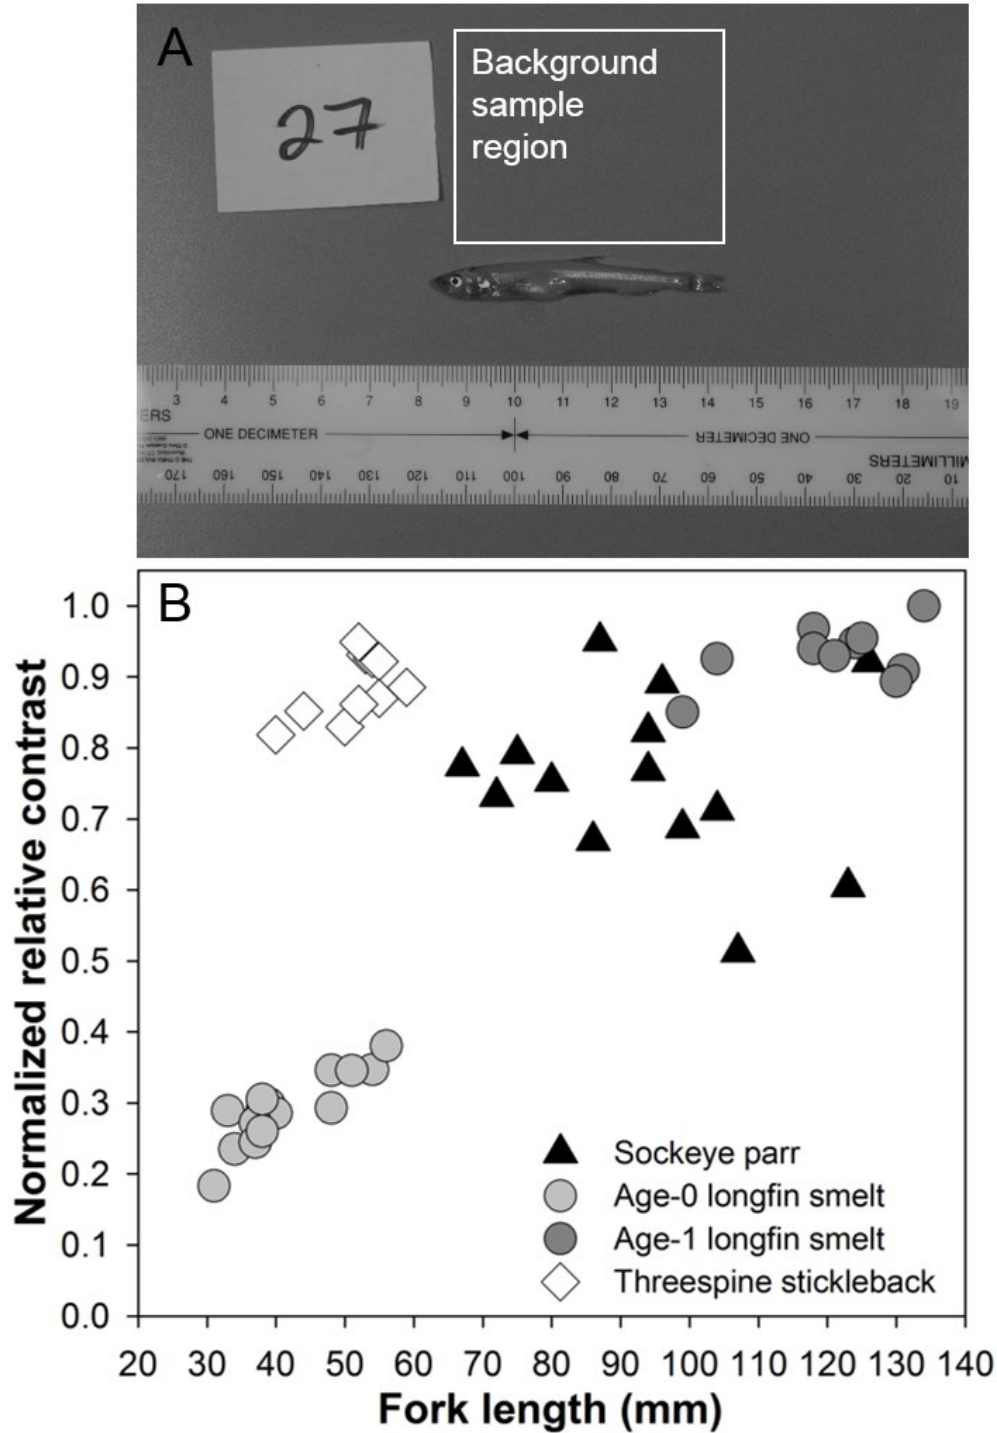 A
27
Background
sample
region
3 4 5 6 7 8 9 10 11 12 13 14 15 16 17 18 19
ERS
ONE DECIMETER
ONE DECIMETER
MILLIMETERS
170 160 150 140 130 120 110 100 90 80 70 60 50 40 30 20 10
B
Normalized relative contrast
1.0
0.9
0.8
0.7
0.6
0.5
0.4
0.3
0.2
0.1
0.0
Sockeye parr
Age-0 longfin smelt
Age-1 longfin smelt
Threespine stickleback
20 30 40 50 60 70 80 90 100 110 120 130 140
Fork length (mm)